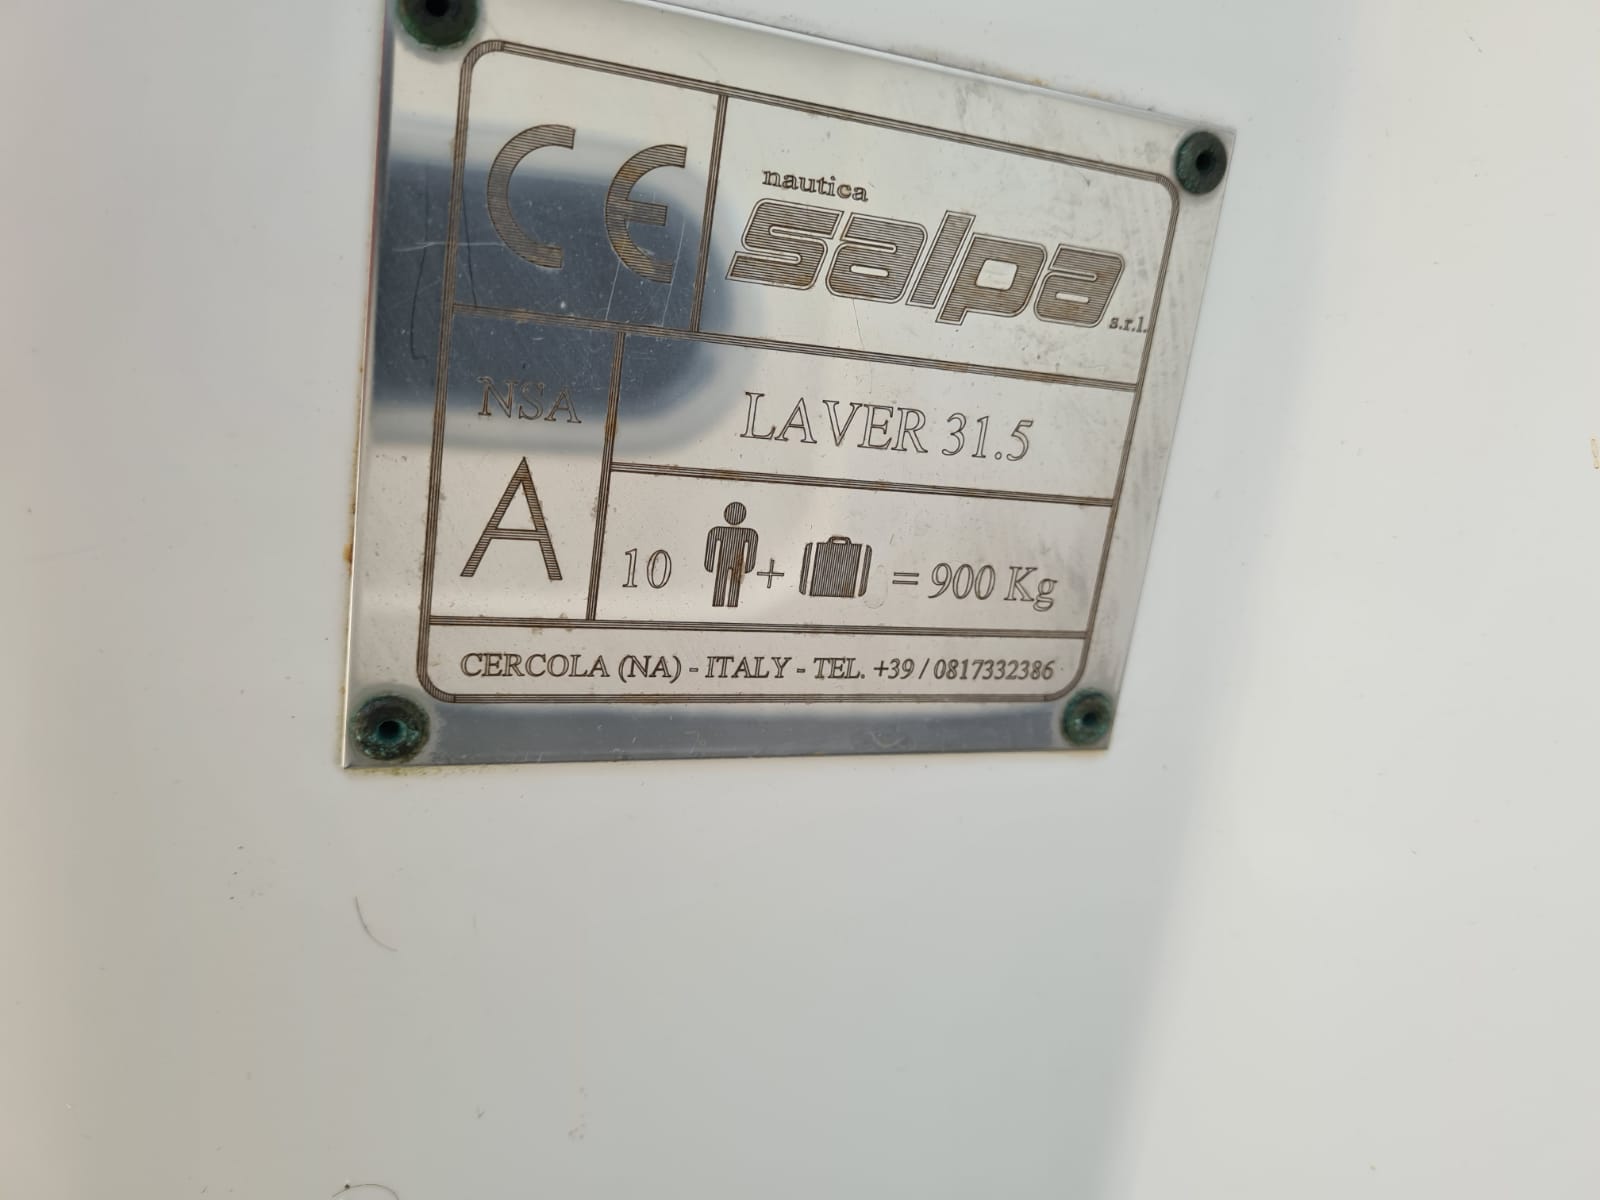 CE
nautica
salpa
s.r.l.
NSA
LAVER 31.5
A
10 + = 900 Kg
CERCOLA (NA) - ITALY - TEL. +39 / 0817332386